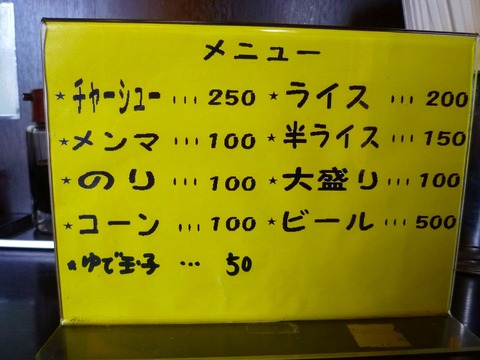 メニュー
★チャーシュー…250 ★ライス…200
★メンマ…100 ★半ライス…150
★のり…100 ★大盛り…100
★コーン…100 ★ビール…500
★ゆで玉子…50